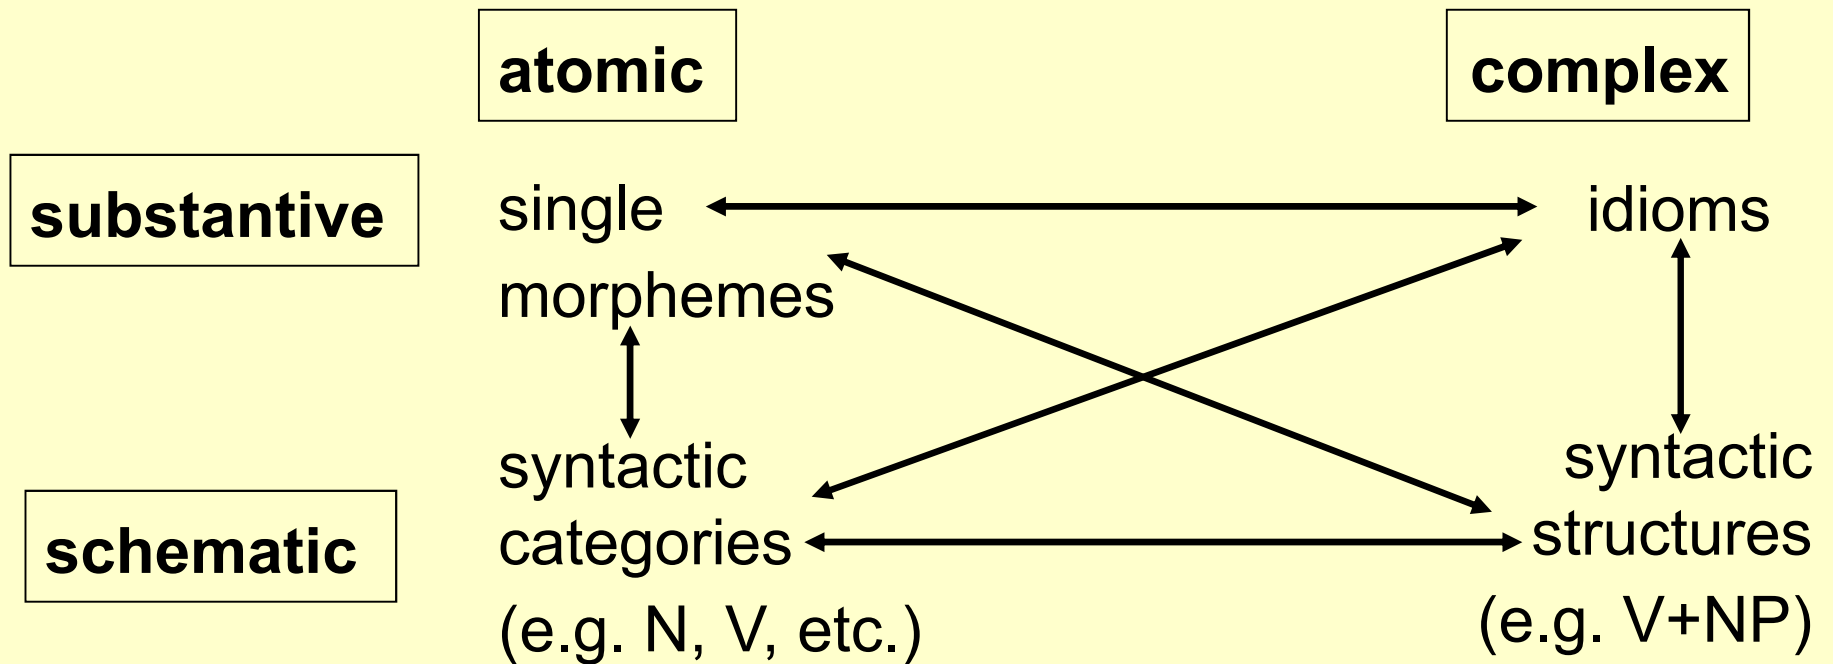 atomic complex
substantive single idioms
morphemes
syntactic syntactic
schematic categories structures
(e.g. N, V, etc.) (e.g. V+NP)